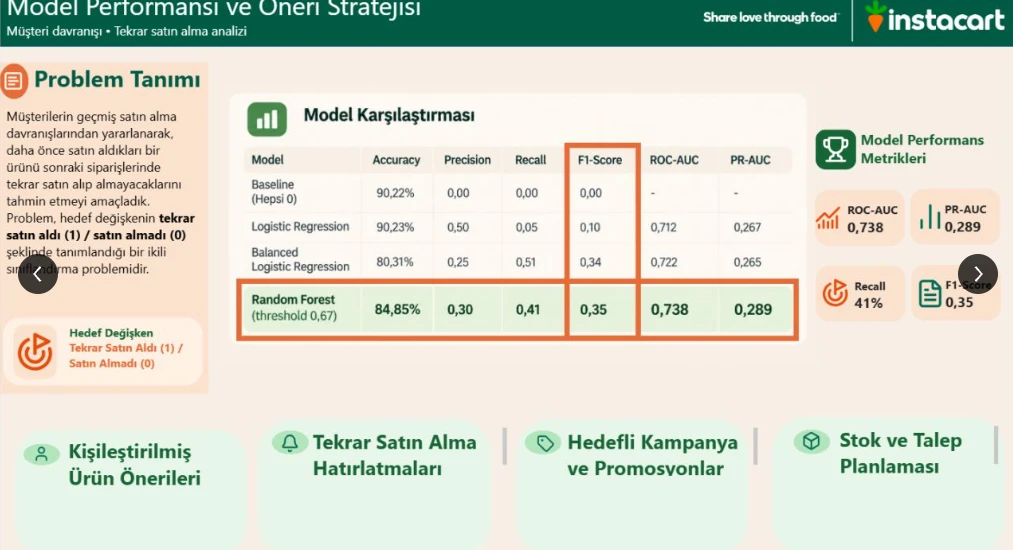 Model Performansı ve Öneri Stratejisi
Müşteri davranışı • Tekrar satın alma analizi
Share love through food
instacart
Problem Tanımı
Müşterilerin geçmiş satın alma
davranışlarından yararlanarak,
daha önce satın aldıkları bir
ürünü sonraki siparişlerinde
tekrar satın alıp almayacaklarını
tahmin etmeyi amaçladık.
Problem, hedef değişkenin tekrar
satın aldı (1) / satın almadı (0)
şeklinde tanımlandığı bir ikili
sınıflandırma problemidir.
Hedef Değişken
Tekrar Satın Aldı (1) /
Satın Almadı (0)
Model Karşılaştırması
Model Accuracy Precision Recall F1-Score ROC-AUC PR-AUC
Baseline
(Hepsi 0) 90,22% 0,00 0,00 0,00 - -
Logistic Regression 90,23% 0,50 0,05 0,10 0,712 0,267
Balanced
Logistic Regression 80,31% 0,25 0,51 0,34 0,722 0,265
Random Forest
(threshold 0,67) 84,85% 0,30 0,41 0,35 0,738 0,289
Model Performans
Metrikleri
ROC-AUC
0,738
PR-AUC
0,289
Recall
41%
F1-Score
0,35
Kişileştirilmiş
Ürün Önerileri
Tekrar Satın Alma
Hatırlatmaları
Hedefli Kampanya
ve Promosyonlar
Stok ve Talep
Planlaması